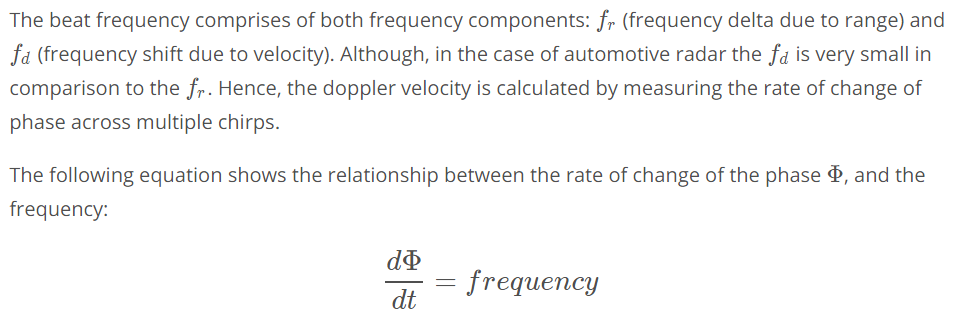 The beat frequency comprises of both frequency components: f_r (frequency delta due to range) and
f_d (frequency shift due to velocity). Although, in the case of automotive radar the f_d is very small in
comparison to the f_r. Hence, the doppler velocity is calculated by measuring the rate of change of
phase across multiple chirps.
The following equation shows the relationship between the rate of change of the phase Φ, and the
frequency:
dΦ/dt = frequency